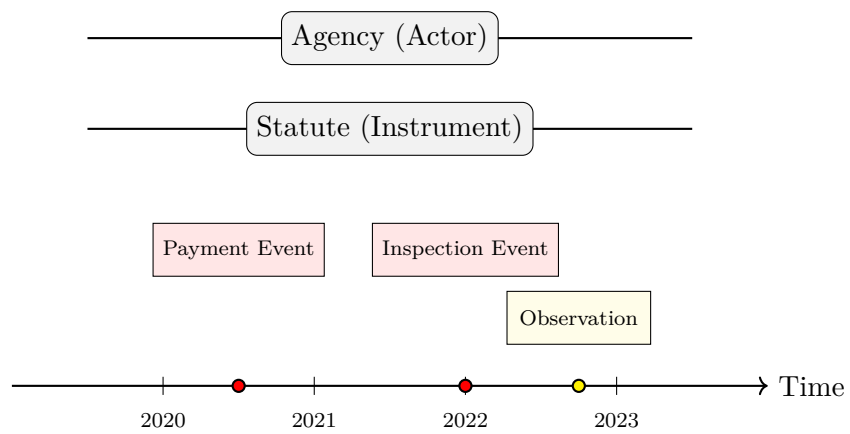 Agency (Actor)
Statute (Instrument)
Payment Event
Inspection Event
Observation
Time
2020
2021
2022
2023